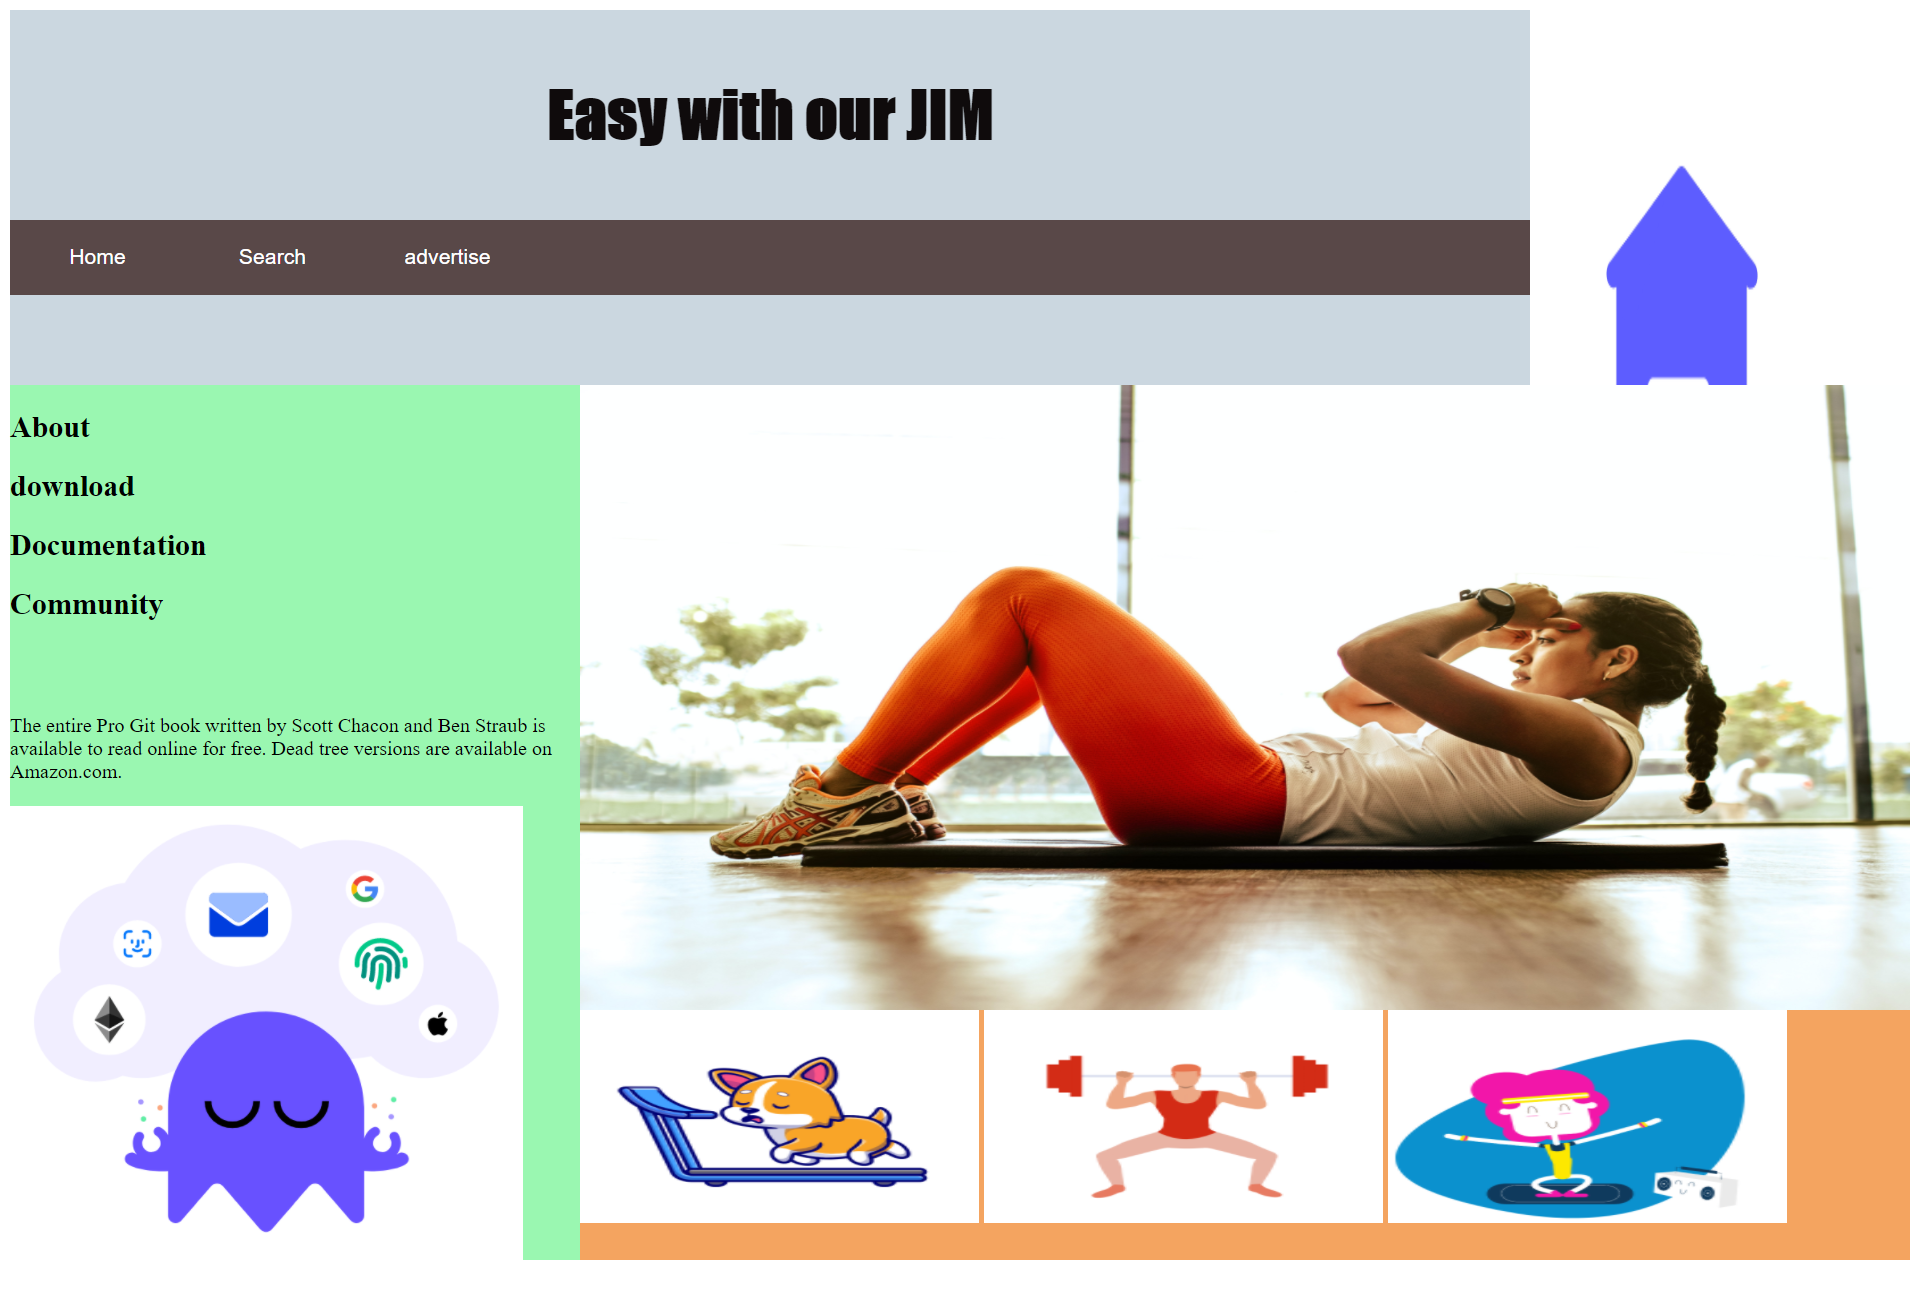 Easy with our JIM
Home
Search
advertise
About
download
Documentation
Community
The entire Pro Git book written by Scott Chacon and Ben Straub is
available to read online for free. Dead tree versions are available on
Amazon.com.